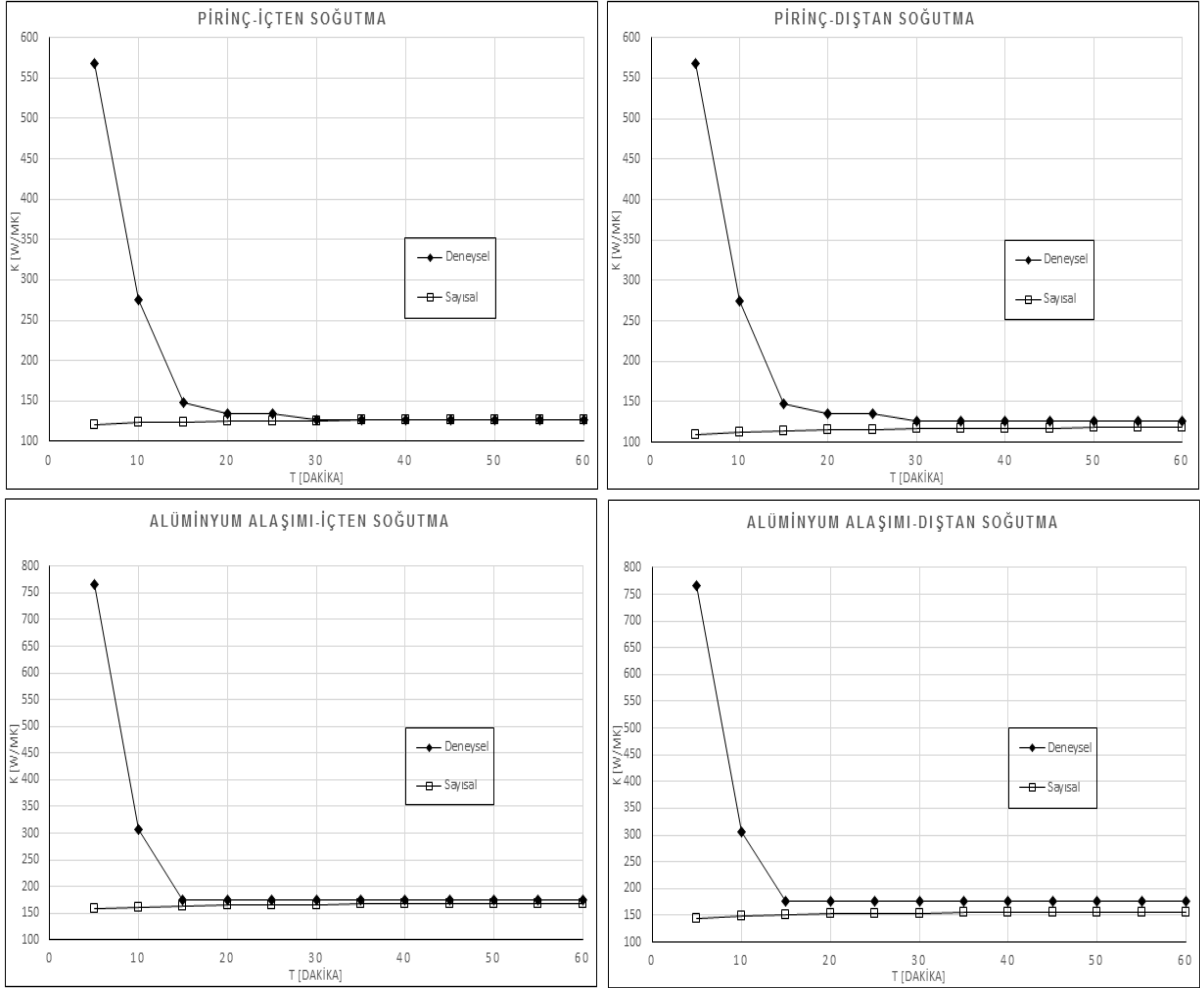 PİRİNÇ-İÇTEN SOĞUTMA
600
550
500
450
400
350
300
250
200
150
100
K [W/MK]
Deneysel
Sayısal
0 10 20 30 40 50 60
T [DAKİKA]
PİRİNÇ-DIŞTAN SOĞUTMA
600
550
500
450
400
350
300
250
200
150
100
K [W/MK]
Deneysel
Sayısal
0 10 20 30 40 50 60
T [DAKİKA]
ALÜMİNYUM ALAŞIMI-İÇTEN SOĞUTMA
800
750
700
650
600
550
500
450
400
350
300
250
200
150
100
K [W/MK]
Deneysel
Sayısal
0 10 20 30 40 50 60
T [DAKİKA]
ALÜMİNYUM ALAŞIMI-DIŞTAN SOĞUTMA
800
750
700
650
600
550
500
450
400
350
300
250
200
150
100
K [W/MK]
Deneysel
Sayısal
0 10 20 30 40 50 60
T [DAKİKA]